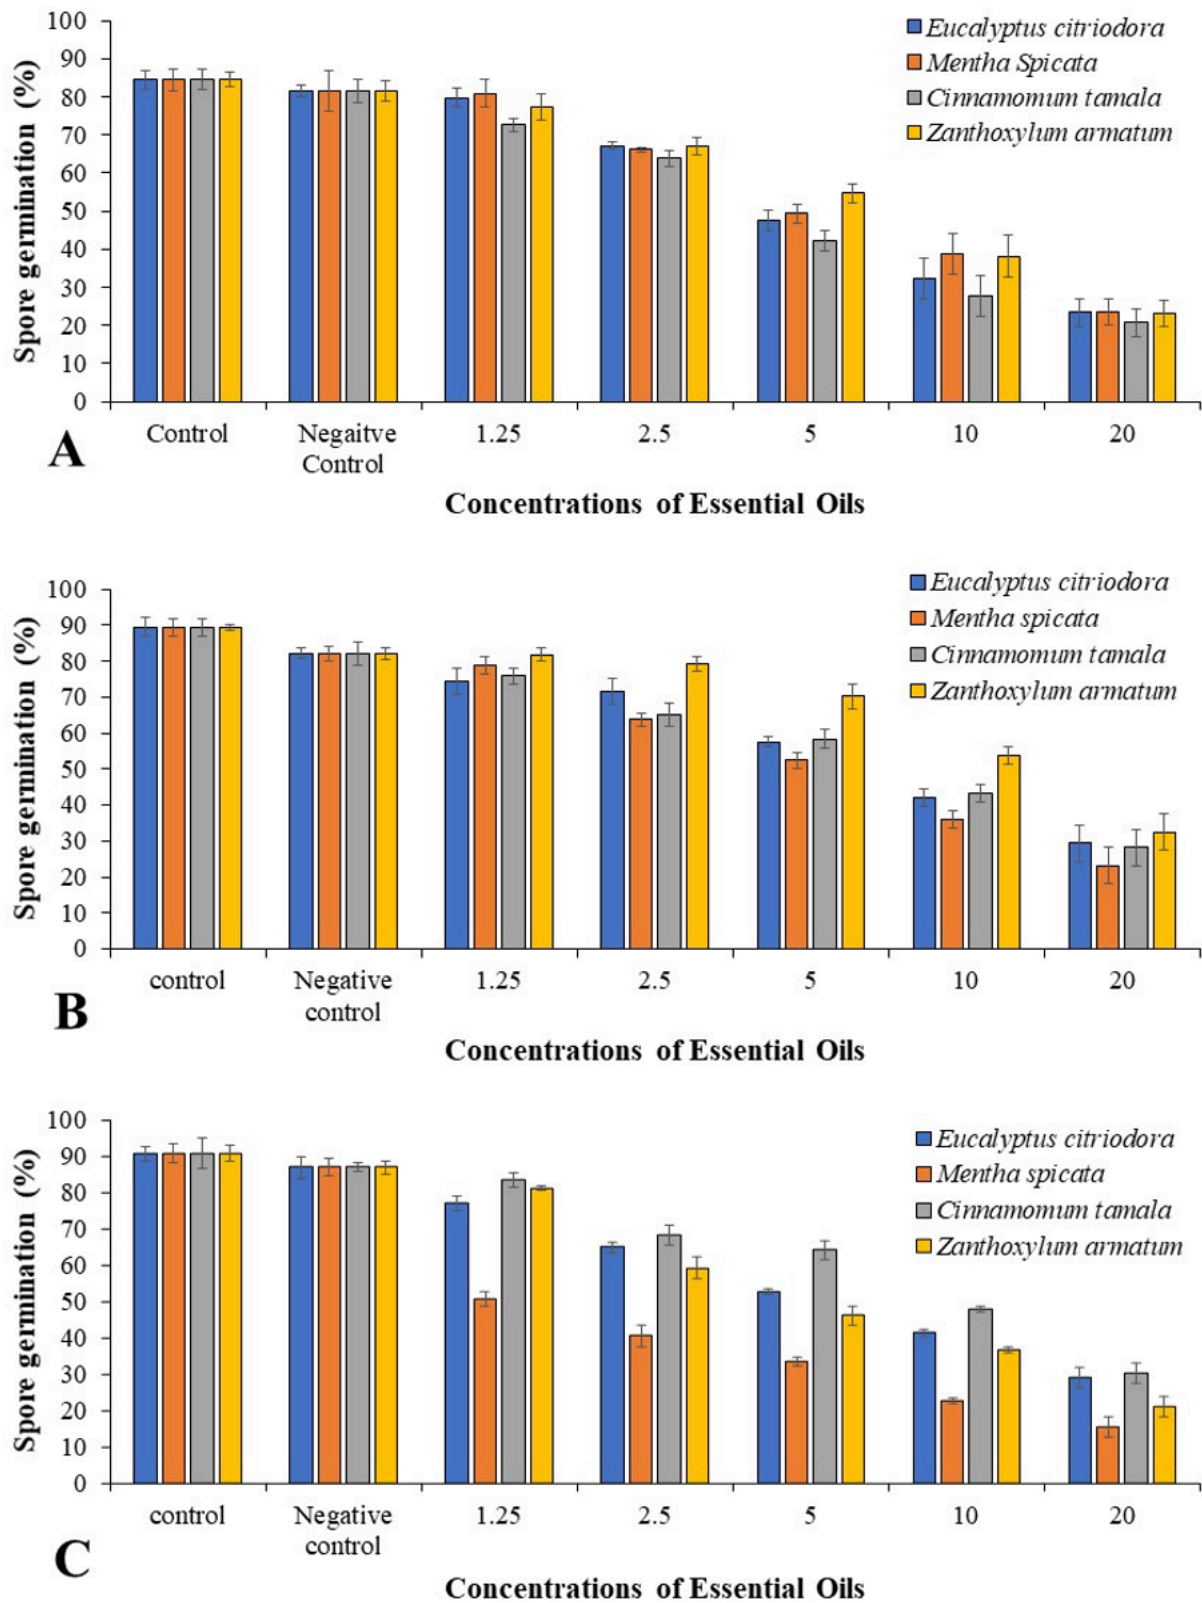 100
90
80
70
60
50
40
30
20
10
0
Spore germination (%)
Eucalyptus citriodora
Mentha Spicata
Cinnamomum tamala
Zanthoxylum armatum
Control
Negaitve
Control
1.25
2.5
5
10
20
A
Concentrations of Essential Oils
100
90
80
70
60
50
40
30
20
10
0
Spore germination (%)
Eucalyptus citriodora
Mentha spicata
Cinnamomum tamala
Zanthoxylum armatum
control
Negative
control
1.25
2.5
5
10
20
B
Concentrations of Essential Oils
100
90
80
70
60
50
40
30
20
10
0
Spore germination (%)
Eucalyptus citriodora
Mentha spicata
Cinnamomum tamala
Zanthoxylum armatum
control
Negative
control
1.25
2.5
5
10
20
C
Concentrations of Essential Oils